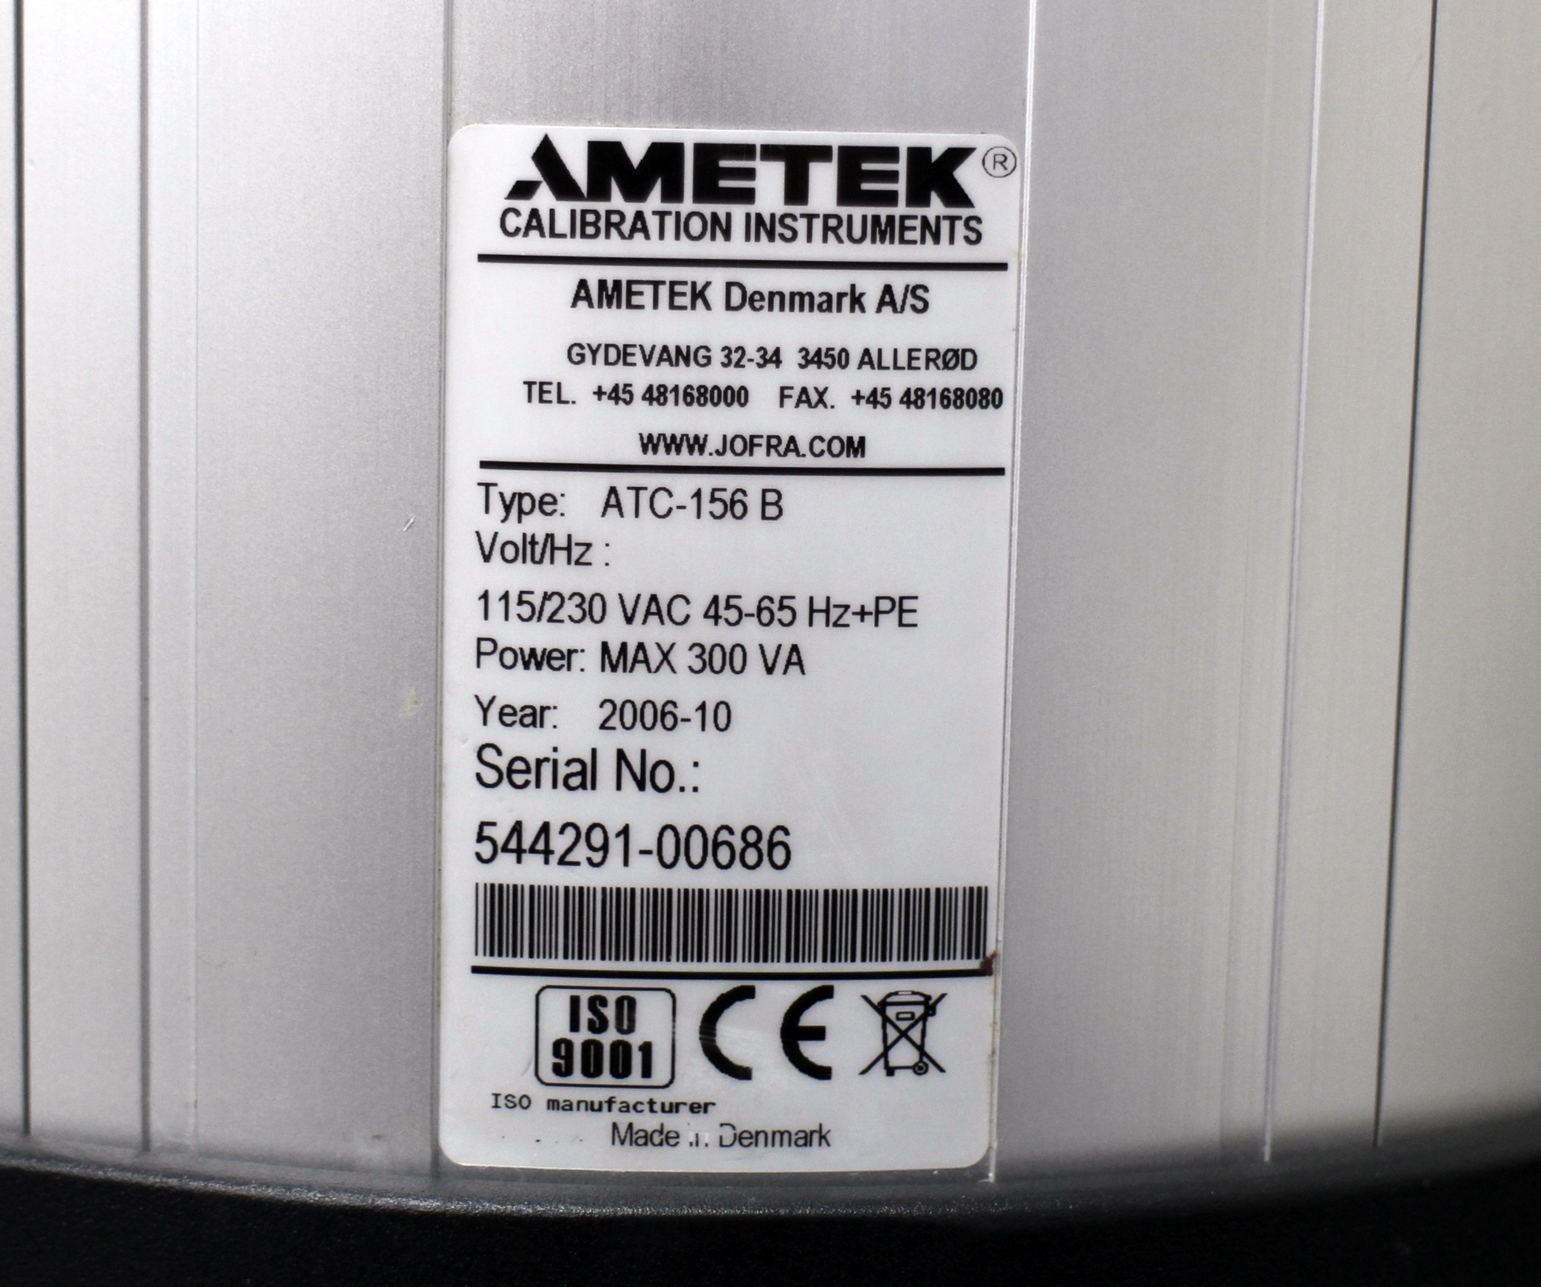 AMETEK®
CALIBRATION INSTRUMENTS
AMETEK Denmark A/S
GYDEVANG 32-34 3450 ALLERØD
TEL. +45 48168000 FAX. +45 48168080
WWW.JOFRA.COM
Type: ATC-156 B
Volt/Hz :
115/230 VAC 45-65 Hz+PE
Power: MAX 300 VA
Year: 2006-10
Serial No.:
544291-00686
ISO
9001
CE
ISO manufacturer
Made in Denmark